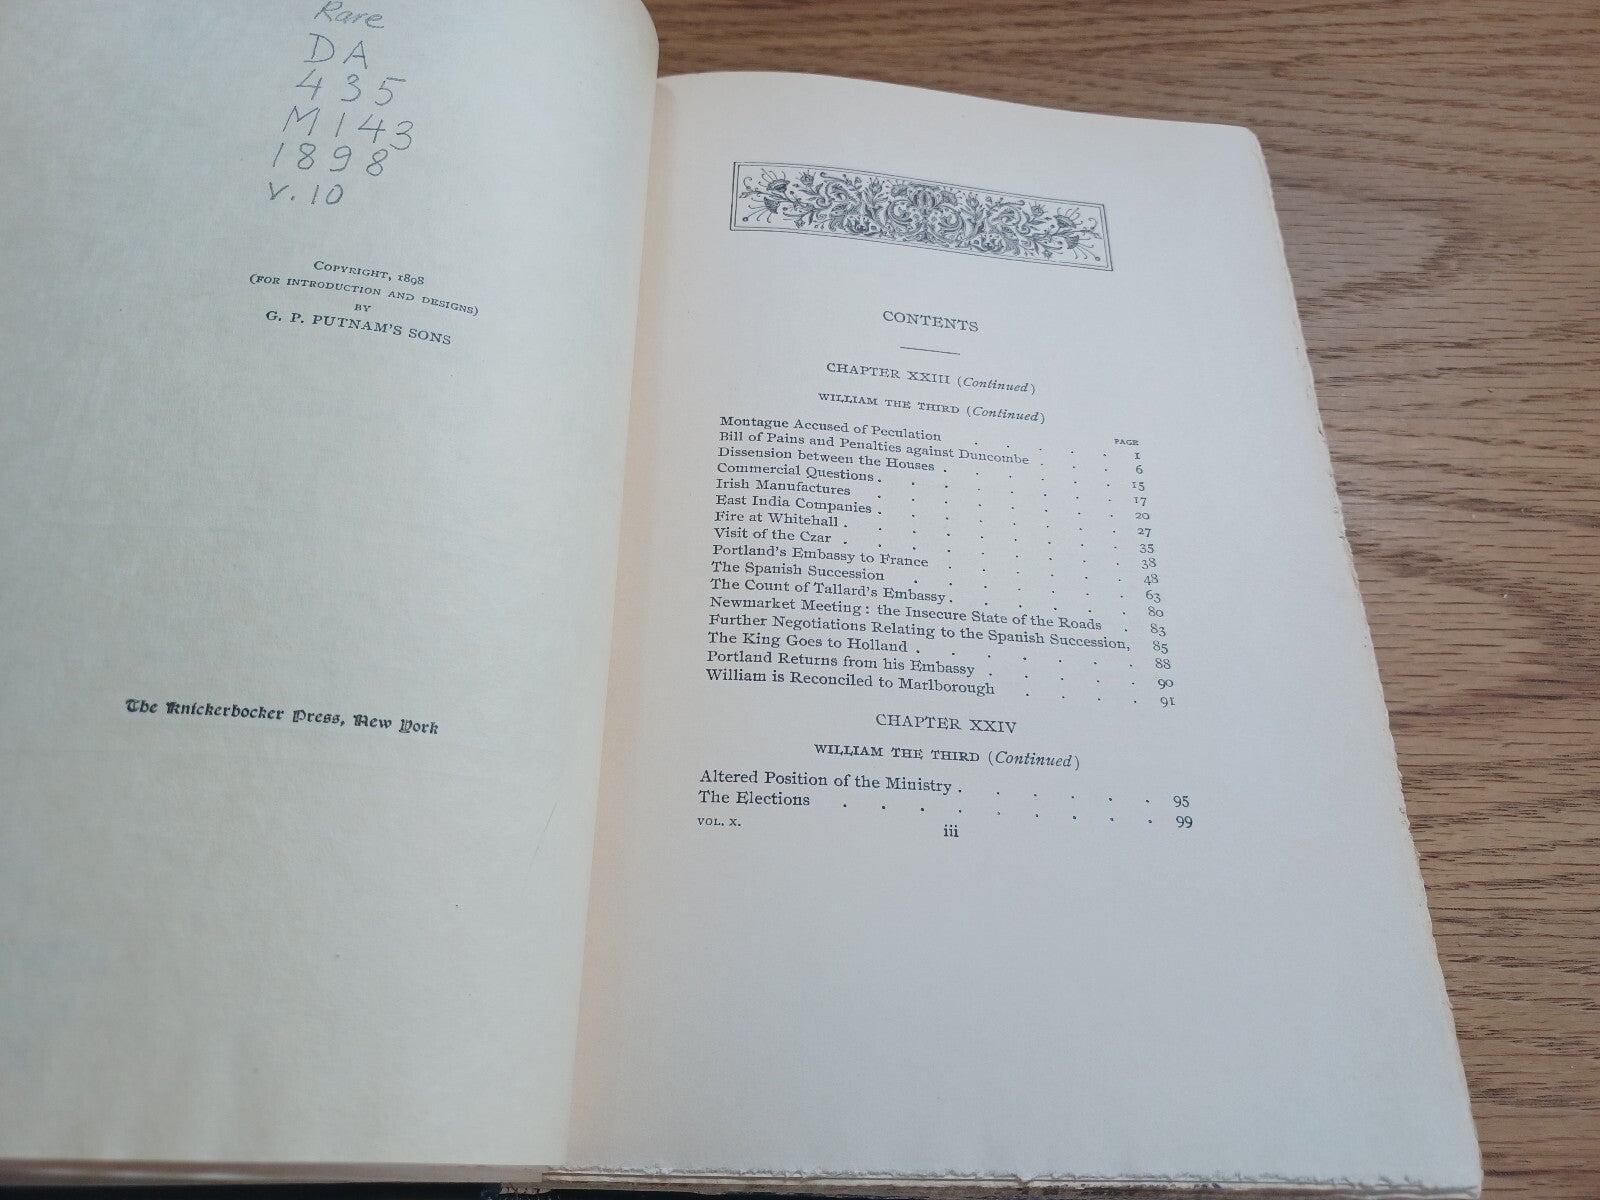 Rare
DA
435
M143
1898
v. 10
COPYRIGHT, 1898
(FOR INTRODUCTION AND DESIGNS)
BY
G. P. PUTNAM'S SONS
The Knickerbocker Press, New York
CONTENTS
CHAPTER XXIII (Continued)
WILLIAM THE THIRD (Continued)
PAGE
Montague Accused of Peculation . . . . . 1
Bill of Pains and Penalties against Duncombe . . . 6
Dissension between the Houses . . . . . . 15
Commercial Questions . . . . . . . . 17
Irish Manufactures . . . . . . . . 20
East India Companies . . . . . . . . 27
Fire at Whitehall . . . . . . . . . 35
Visit of the Czar . . . . . . . . . 38
Portland's Embassy to France . . . . . . 48
The Spanish Succession . . . . . . . 63
The Count of Tallard's Embassy . . . . . . 80
Newmarket Meeting: the Insecure State of the Roads . 83
Further Negotiations Relating to the Spanish Succession, 85
The King Goes to Holland . . . . . . . 88
Portland Returns from his Embassy . . . . . 90
William is Reconciled to Marlborough . . . . 91
CHAPTER XXIV
WILLIAM THE THIRD (Continued)
Altered Position of the Ministry . . . . . . 95
The Elections . . . . . . . . . 99
VOL. X.
iii